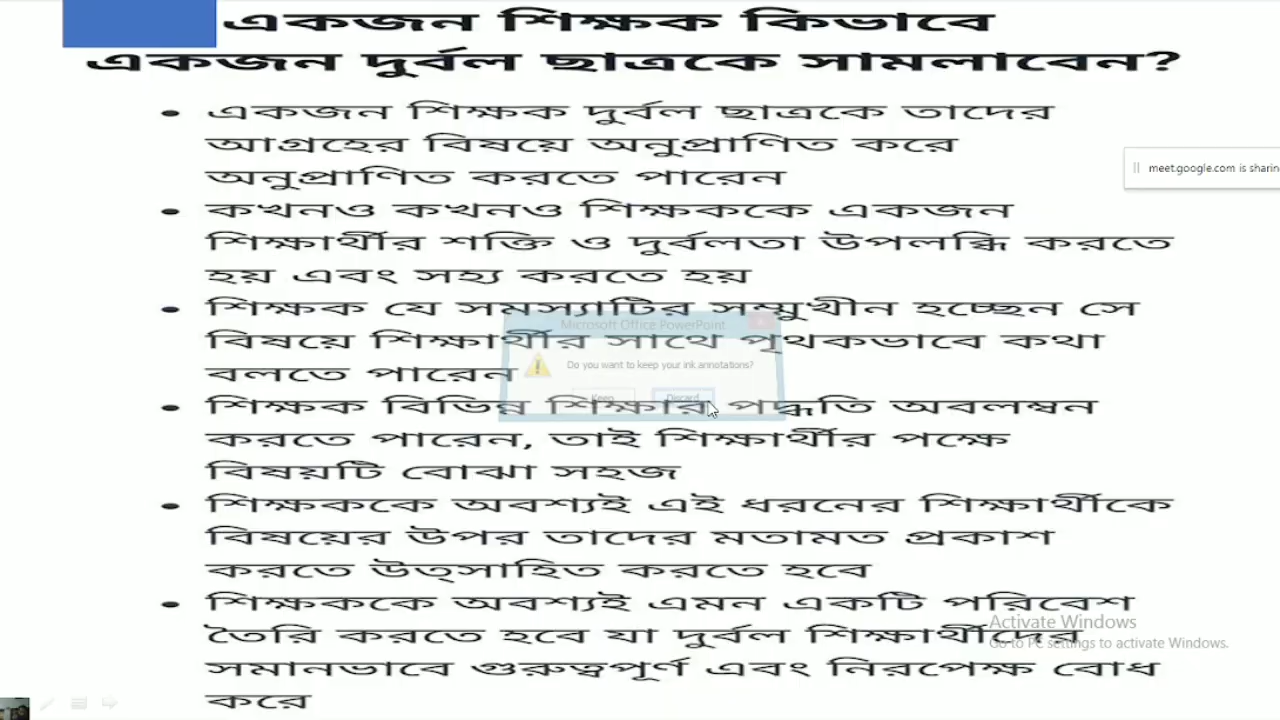 একজন শিক্ষক কিভাবে
একজন দুর্বল ছাত্রকে সামলাবেন?
• একজন শিক্ষক দুর্বল ছাত্রকে তাদের
আগ্রহের বিষয়ে অনুপ্রাণিত করে
অনুপ্রাণিত করতে পারেন
meet.google.com is sharin
• কখনও কখনও শিক্ষককে একজন
শিক্ষার্থীর শক্তি ও দুর্বলতা উপলব্ধি করতে
হয় এবং সহ্য করতে হয়
• শিক্ষক যে সমস্যাটির সম্মুখীন হচ্ছেন সে
বিষয়ে শিক্ষার্থীর সাথে পৃথকভাবে কথা
বলতে পারেন
Microsoft Office PowerPoint
Do you want to keep your ink annotations?
Keep Discard
• শিক্ষক বিভিন্ন শিক্ষার পদ্ধতি অবলম্বন
করতে পারেন, তাই শিক্ষার্থীর পক্ষে
বিষয়টি বোঝা সহজ
• শিক্ষককে অবশ্যই এই ধরনের শিক্ষার্থীকে
বিষয়ের উপর তাদের মতামত প্রকাশ
করতে উত্সাহিত করতে হবে
• শিক্ষককে অবশ্যই এমন একটি পরিবেশ
তৈরি করতে হবে যা দুর্বল শিক্ষার্থীদের
সমানভাবে গুরুত্বপূর্ণ এবং নিরপেক্ষ বোধ
করে
Activate Windows
Go to PC settings to activate Windows.